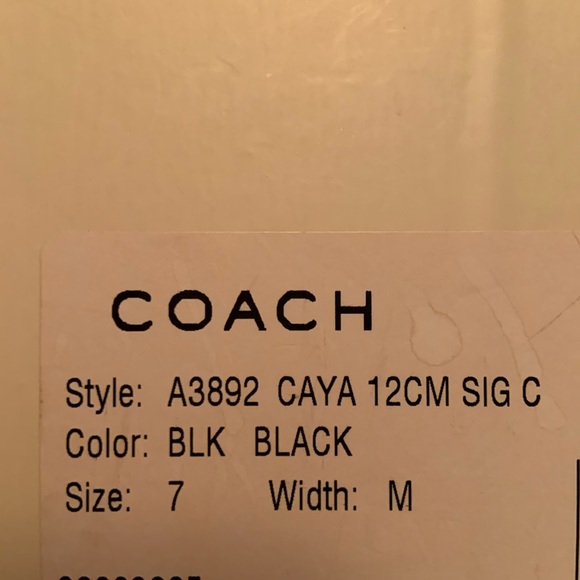 COACH
Style: A3892 CAYA 12CM SIG C
Color: BLK BLACK
Size: 7 Width: M